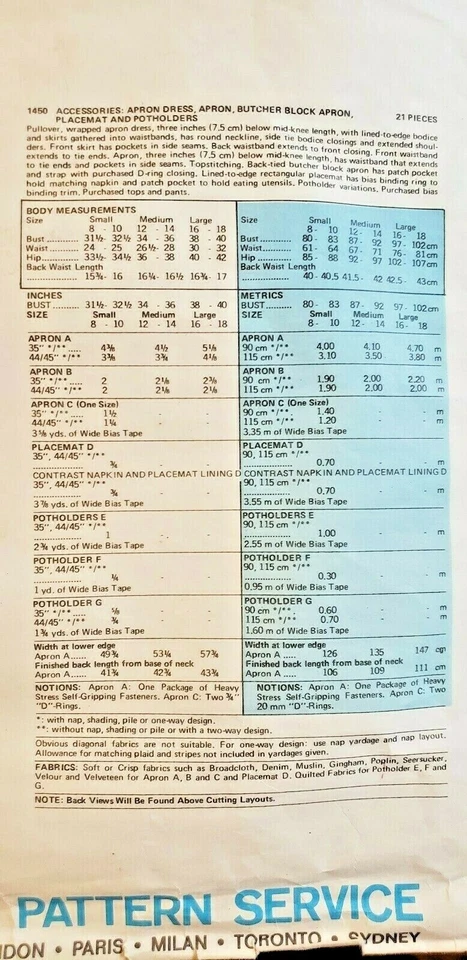 1450 ACCESSORIES: APRON DRESS, APRON, BUTCHER BLOCK APRON, 21 PIECES
PLACEMAT AND POTHOLDERS
Pullover, wrapped apron dress, three inches (7.5 cm) below mid-knee length, with lined-to-edge bodice
and skirts gathered into waistbands, has round neckline, side tie bodice closings and extended shoul-
ders. Front skirt has pockets in side seams. Back waistband extends to front closing. Front waistband
extends to tie ends. Apron, three inches (7.5 cm) below mid-knee length, has waistband that extends
to tie ends and pockets in side seams. Topstitching. Back-tied butcher block apron has patch pocket
and strap with purchased D-ring closing. Lined-to-edge rectangular placemat has bias binding ring to
hold matching napkin and patch pocket to hold eating utensils. Potholder variations. Purchased bias
binding trim. Purchased tops and pants.
BODY MEASUREMENTS
Size Small Medium Large
8 - 10 12 - 14 16 - 18
Bust 31½- 32½ 34 - 36 38 - 40
Waist 24 - 25 26½- 28 30 - 32
Hip 33½- 34½ 36 - 38 40 - 42
Back Waist Length
15¾- 16 16¼- 16½ 16¾- 17
INCHES
BUST 31½- 32½ 34 - 36 38 - 40
SIZE Small Medium Large
8 - 10 12 - 14 16 - 18
APRON A
35" */** 4⅜ 4½ 5⅛
44/45" */** 3⅜ 3¾ 4⅛
APRON B
35" */** 2 2⅛ 2⅜
44/45" */** 2 2⅛ 2⅛
APRON C (One Size)
35" */** 1½ - -
44/45" */** 1¼ - -
3⅝ yds. of Wide Bias Tape
PLACEMAT D
35", 44/45" */**
¾ - -
CONTRAST NAPKIN AND PLACEMAT LINING D
35", 44/45" */**
¾ - -
3⅞ yds. of Wide Bias Tape
POTHOLDERS E
35", 44/45" */**
1 - -
2¾ yds. of Wide Bias Tape
POTHOLDER F
35", 44/45" */**
¼ - -
1 yd. of Wide Bias Tape
POTHOLDER G
35" */** ⅝ - -
44/45" */** ¾ - -
1¾ yds. of Wide Bias Tape
Width at lower edge
Apron A 49¾ 53¼ 57¾
Finished back length from base of neck
Apron A 41¾ 42¾ 43¾
NOTIONS: Apron A: One Package of Heavy
Stress Self-Gripping Fasteners. Apron C: Two ¾"
"D"-Rings.
Size Small Medium Large
8 - 10 12 - 14 16 - 18
Bust 80 - 83 87 - 92 97 - 102cm
Waist 61 - 64 67 - 71 76 - 81cm
Hip 85 - 88 92 - 97 102 - 107cm
Back Waist Length
40 - 40.5 41.5 - 42 42.5 - 43cm
METRICS
BUST 80 - 83 87 - 92 97 - 102cm
SIZE Small Medium Large
8 - 10 12 - 14 16 - 18
APRON A
90 cm */** 4.00 4.10 4.70 m
115 cm */** 3.10 3.50 3.80 m
APRON B
90 cm */** 1.90 2.00 2.20 m
115 cm */** 1.90 2.00 2.00 m
APRON C (One Size)
90 cm */** 1.40 - -
115 cm */** 1.20 - - m
3.35 m of Wide Bias Tape
PLACEMAT D
90, 115 cm */**
0.70 - - m
CONTRAST NAPKIN AND PLACEMAT LINING D
90, 115 cm */**
0.70 - - m
3.55 m of Wide Bias Tape
POTHOLDERS E
90, 115 cm */**
1.00 - - m
2.55 m of Wide Bias Tape
POTHOLDER F
90, 115 cm */**
0.30 - - m
0.95 m of Wide Bias Tape
POTHOLDER G
90 cm */** 0.60 - -
115 cm */** 0.70 - - m
1.60 m of Wide Bias Tape
Width at lower edge
Apron A 126 135 147 cm
Finished back length from base of neck
Apron A 106 109 111 cm
NOTIONS: Apron A: One Package of Heavy
Stress Self-Gripping Fasteners. Apron C: Two
20 mm "D"-Rings.
*: with nap, shading, pile or one-way design.
**: without nap, shading or pile or with a two-way design.
Obvious diagonal fabrics are not suitable. For one-way design: use nap yardage and nap layout.
Allowance for matching plaid and stripes not included in yardages given.
FABRICS: Soft or Crisp fabrics such as Broadcloth, Denim, Muslin, Gingham, Poplin, Seersucker,
Velour and Velveteen for Apron A, B and C and Placemat D. Quilted Fabrics for Potholder E, F and
G.
NOTE: Back Views Will Be Found Above Cutting Layouts.
PATTERN SERVICE
NDON • PARIS • MILAN • TORONTO • SYDNEY